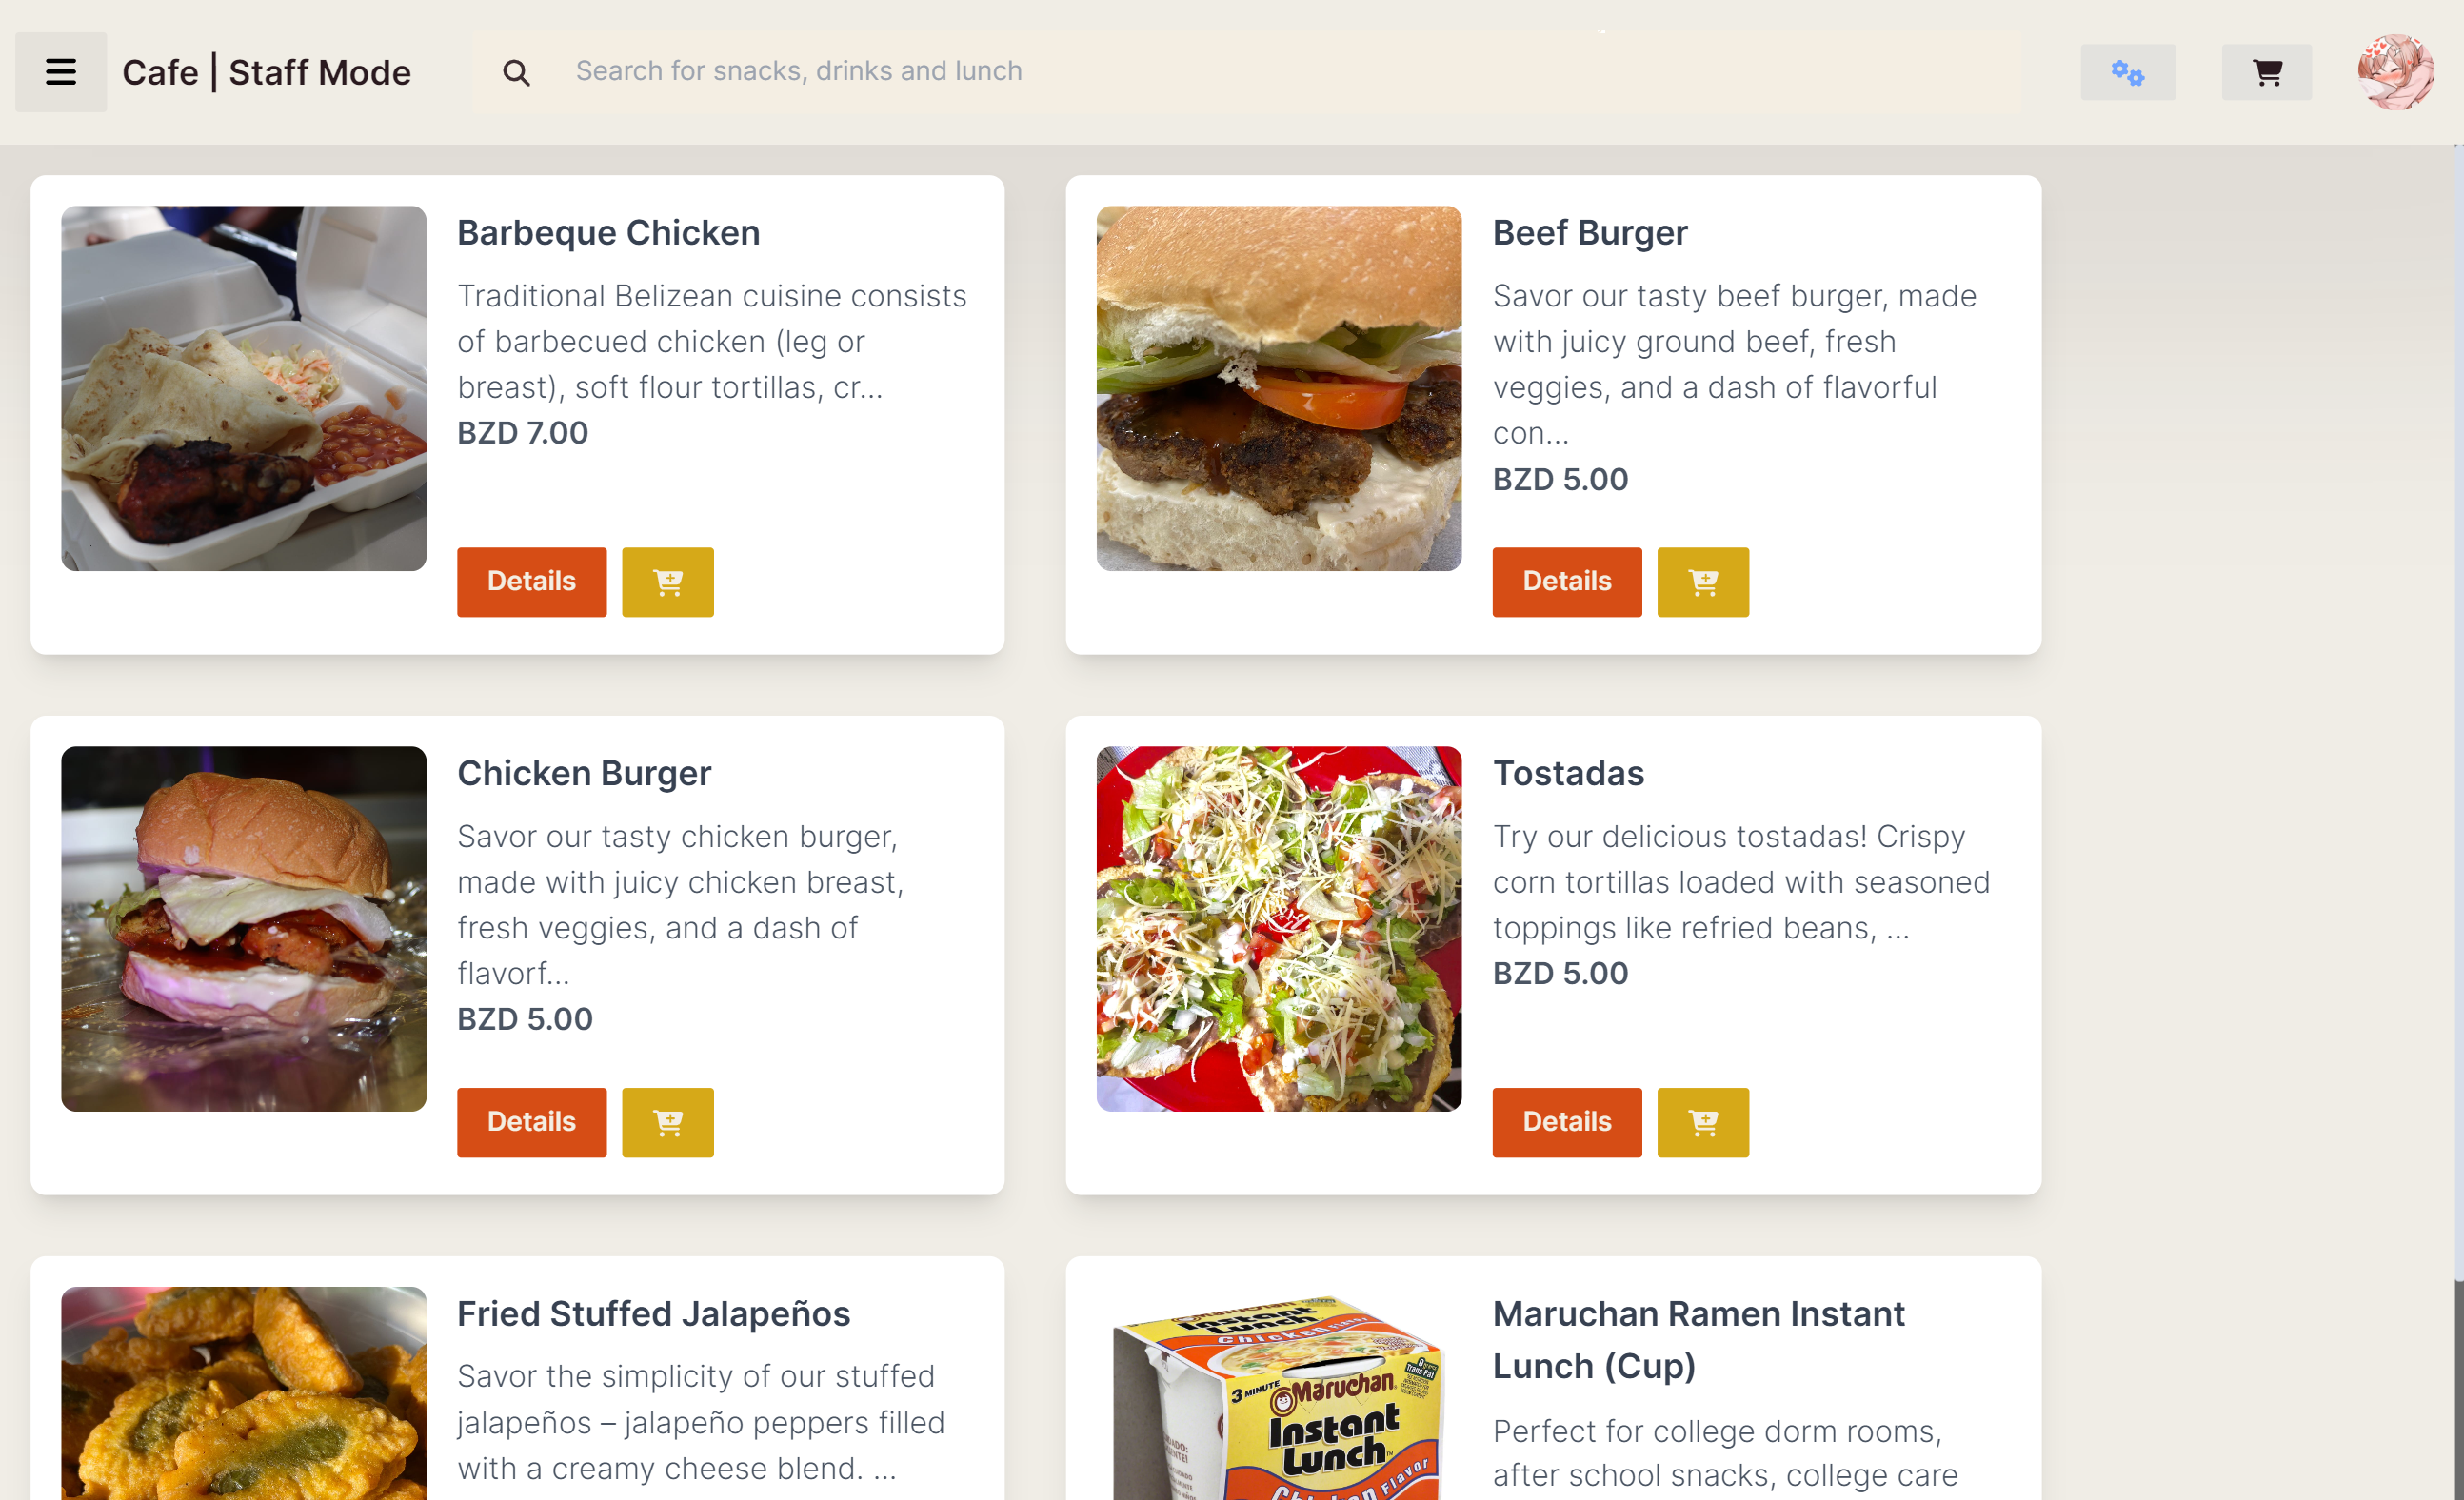 Cafe | Staff Mode
Search for snacks, drinks and lunch
Barbeque Chicken
Traditional Belizean cuisine consists
of barbecued chicken (leg or
breast), soft flour tortillas, cr...
BZD 7.00
Details
Beef Burger
Savor our tasty beef burger, made
with juicy ground beef, fresh
veggies, and a dash of flavorful
con...
BZD 5.00
Details
Chicken Burger
Savor our tasty chicken burger,
made with juicy chicken breast,
fresh veggies, and a dash of
flavorf...
BZD 5.00
Details
Tostadas
Try our delicious tostadas! Crispy
corn tortillas loaded with seasoned
toppings like refried beans, ...
BZD 5.00
Details
Fried Stuffed Jalapeños
Savor the simplicity of our stuffed
jalapeños – jalapeño peppers filled
with a creamy cheese blend. ...
Maruchan
Instant
Lunch
Chicken Flavor
3 MINUTE
Maruchan
Instant
Lunch
Chicken Flavor
Maruchan Ramen Instant
Lunch (Cup)
Perfect for college dorm rooms,
after school snacks, college care